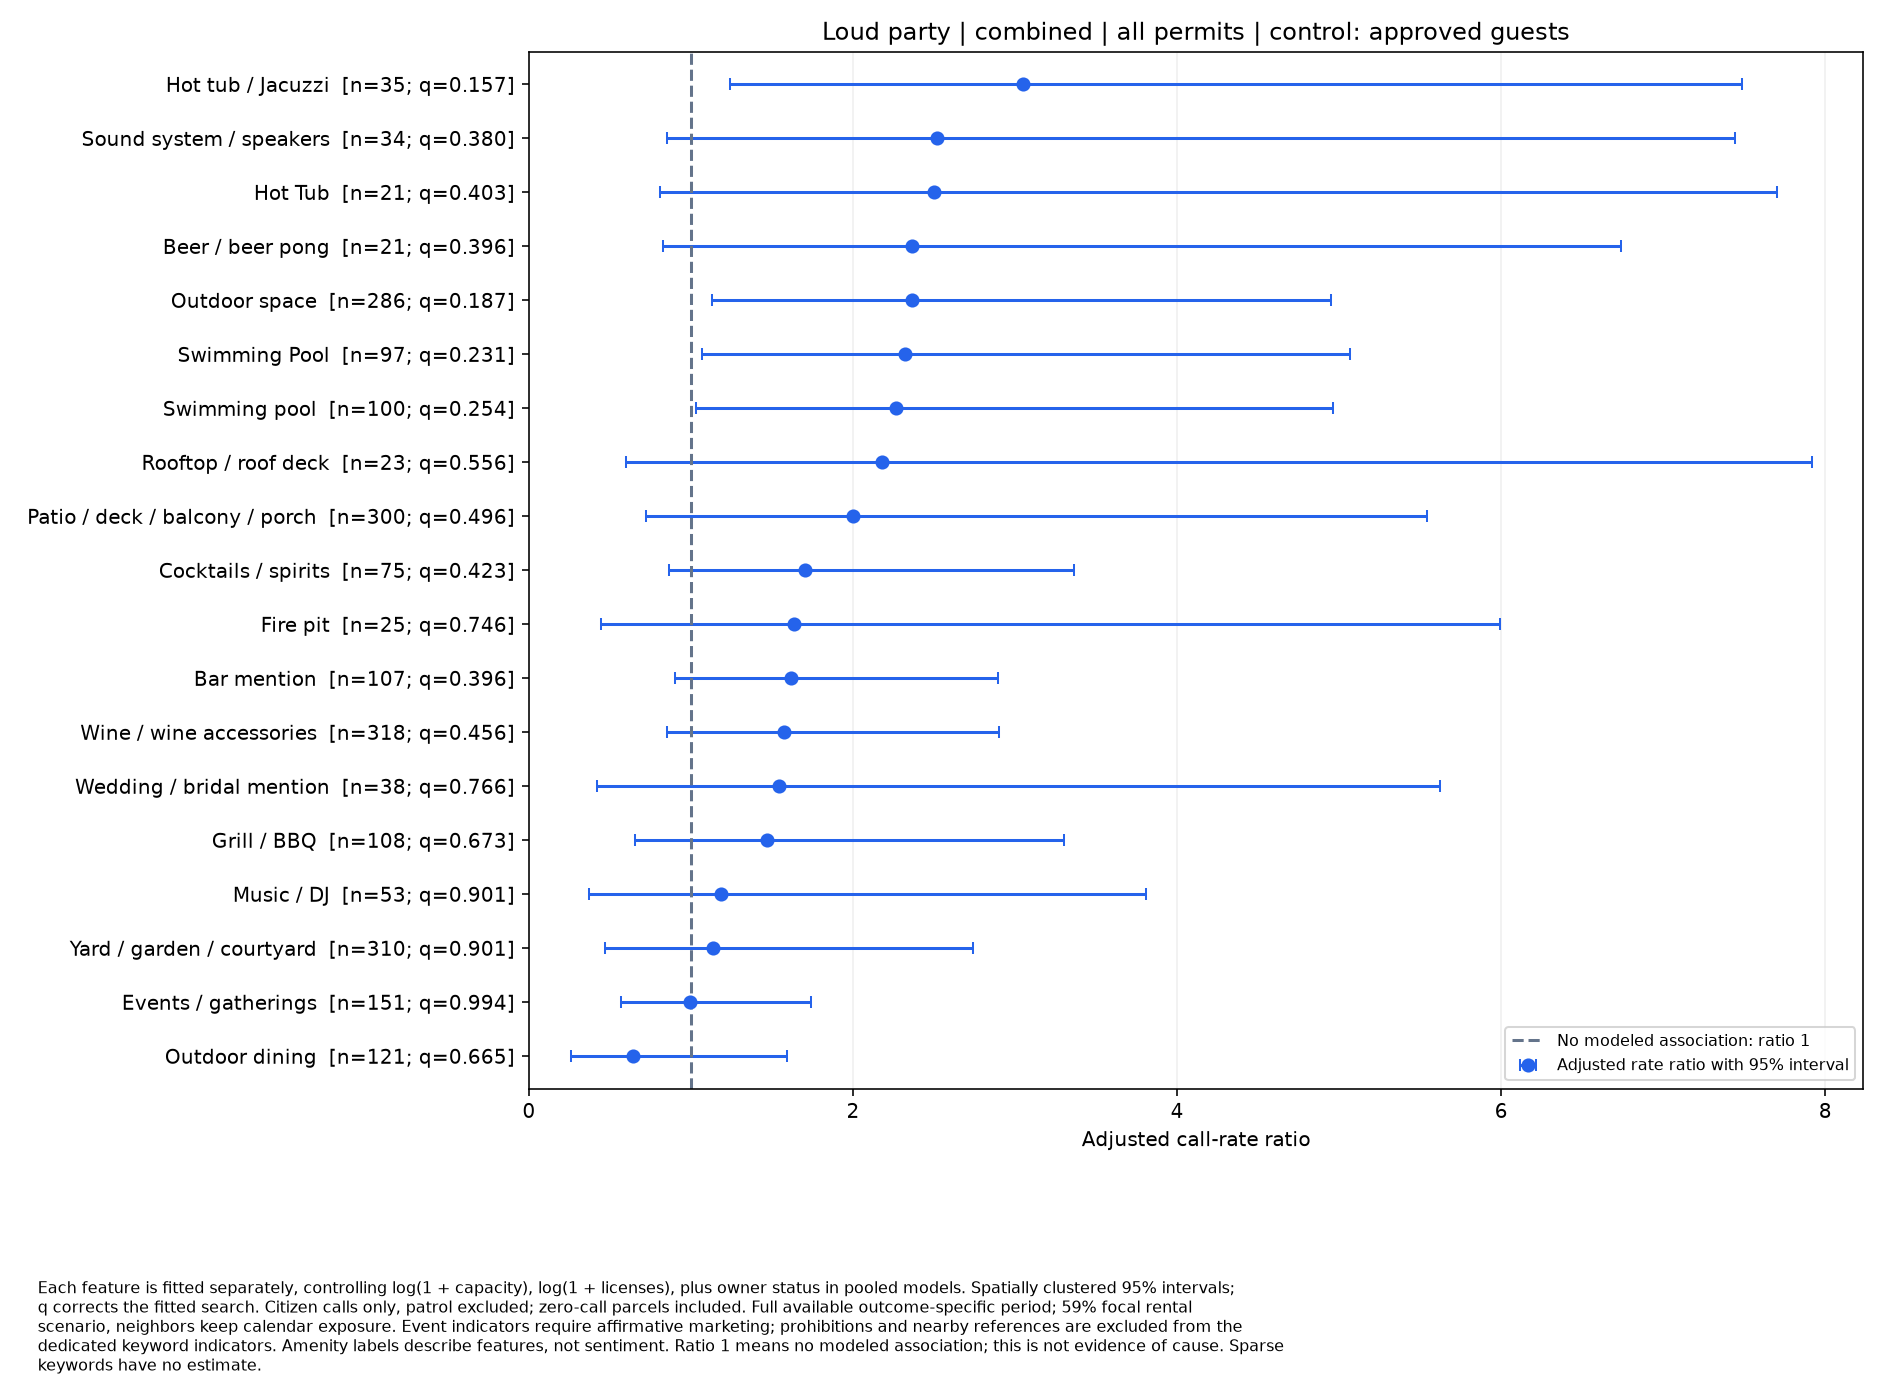 Loud party | combined | all permits | control: approved guests
Hot tub / Jacuzzi [n=35; q=0.157]
Sound system / speakers [n=34; q=0.380]
Hot Tub [n=21; q=0.403]
Beer / beer pong [n=21; q=0.396]
Outdoor space [n=286; q=0.187]
Swimming Pool [n=97; q=0.231]
Swimming pool [n=100; q=0.254]
Rooftop / roof deck [n=23; q=0.556]
Patio / deck / balcony / porch [n=300; q=0.496]
Cocktails / spirits [n=75; q=0.423]
Fire pit [n=25; q=0.746]
Bar mention [n=107; q=0.396]
Wine / wine accessories [n=318; q=0.456]
Wedding / bridal mention [n=38; q=0.766]
Grill / BBQ [n=108; q=0.673]
Music / DJ [n=53; q=0.901]
Yard / garden / courtyard [n=310; q=0.901]
Events / gatherings [n=151; q=0.994]
Outdoor dining [n=121; q=0.665]
No modeled association: ratio 1
Adjusted rate ratio with 95% interval
0 2 4 6 8
Adjusted call-rate ratio
Each feature is fitted separately, controlling log(1 + capacity), log(1 + licenses), plus owner status in pooled models. Spatially clustered 95% intervals;
q corrects the fitted search. Citizen calls only, patrol excluded; zero-call parcels included. Full available outcome-specific period; 59% focal rental
scenario, neighbors keep calendar exposure. Event indicators require affirmative marketing; prohibitions and nearby references are excluded from the
dedicated keyword indicators. Amenity labels describe features, not sentiment. Ratio 1 means no modeled association; this is not evidence of cause. Sparse
keywords have no estimate.